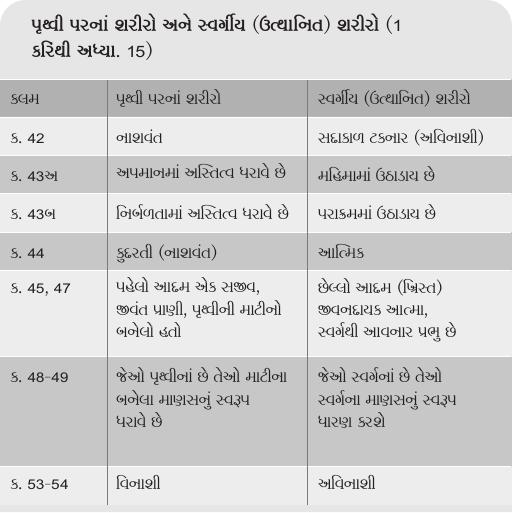 પૃથ્વી પરનાં શરીરો અને સ્વર્ગીય (ઉત્થાબિત) શરીરો (1
કરિંથી અધ્યા. 15)
કલમ પૃથ્વી પરનાં શરીરો સ્વર્ગીય (ઉત્થાબિત) શરીરો
ક. 42 નાશવંત સદાકાળ ટકનાર (અવિનાશી)
ક. 43અ અપમાનમાં અસ્તિત્વ ધરાવે છે મહિમામાં ઉઠાડાય છે
ક. 43બ નિર્બળતામાં અસ્તિત્વ ધરાવે છે પરાક્રમમાં ઉઠાડાય છે
ક. 44 કુદરતી (નાશવંત) આત્મિક
ક. 45, 47 પહેલો આદમ એક સજીવ, છેલ્લો આદમ (ખ્રિસ્ત)
જીવંત પ્રાણી, પૃથ્વીની માટીનો જીવનદાયક આત્મા,
બનેલો હતો સ્વર્ગથી આવનાર પ્રભુ છે
ક. 48-49 જેઓ પૃથ્વીનાં છે તેઓ માટીના જેઓ સ્વર્ગનાં છે તેઓ
બનેલા માણસનું સ્વરૂપ સ્વર્ગના માણસનું સ્વરૂપ
ધરાવે છે ધારણ કરશે
ક. 53-54 વિનાશી અવિનાશી